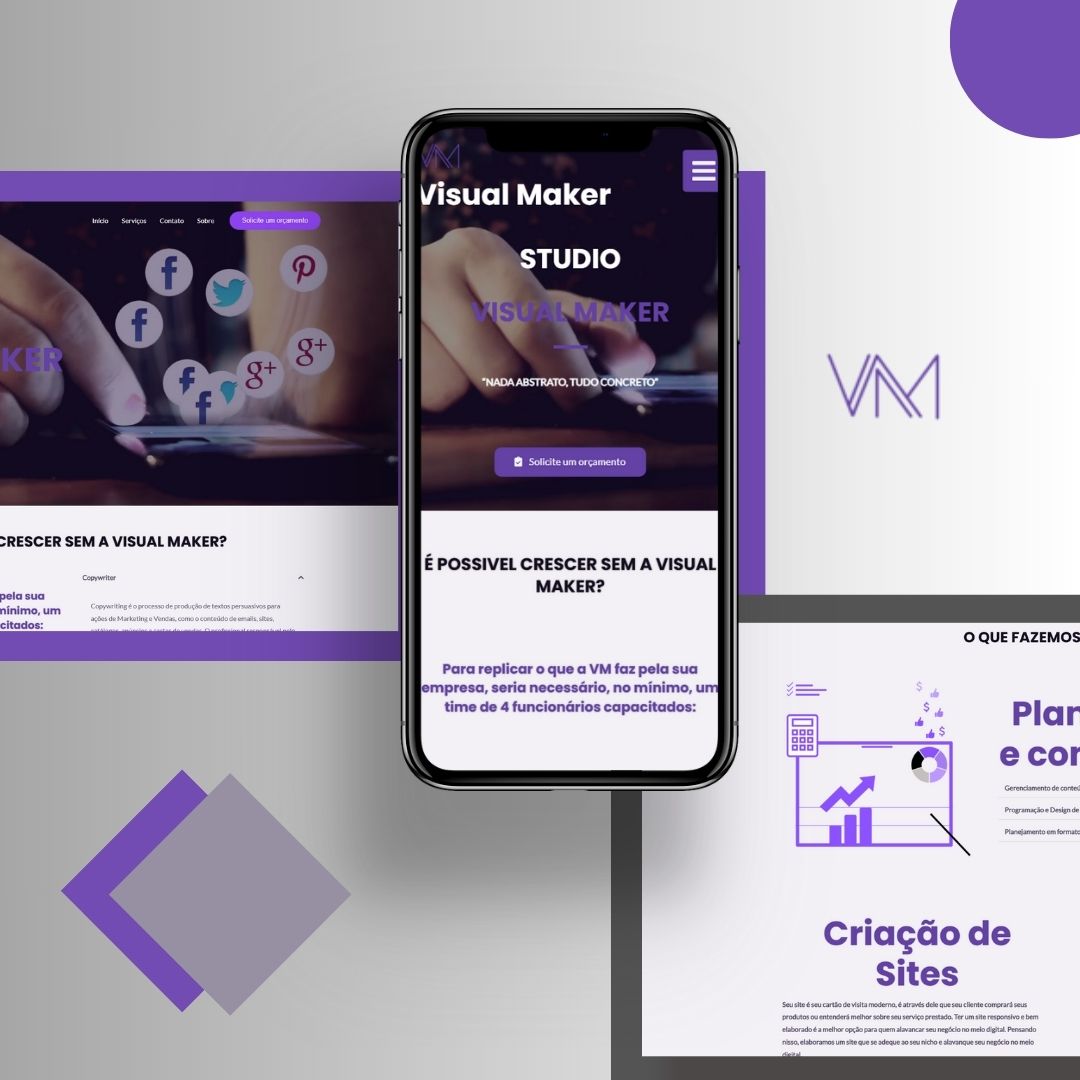 Início Serviços Contato Sobre Solicite um orçamento
KER
CRESCER SEM A VISUAL MAKER?
pela sua
mínimo, um
citados:
Copywriter
Copywriting é o processo de produção de textos persuasivos para
ações de Marketing e Vendas, como o conteúdo de emails, sites,
VM
Visual Maker
STUDIO
VISUAL MAKER
"NADA ABSTRATO, TUDO CONCRETO"
Solicite um orçamento
É POSSIVEL CRESCER SEM A VISUAL
MAKER?
Para replicar o que a VM faz pela sua
empresa, seria necessário, no mínimo, um
time de 4 funcionários capacitados:
VM
O QUE FAZEMOS
Plan
e con
Gerenciamento de conteú
Programação e Design de
Planejamento em formato
Criação de
Sites
Seu site é seu cartão de visita moderno, é através dele que seu cliente comprará seus
produtos ou entenderá melhor sobre seu serviço prestado. Ter um site responsivo e bem
elaborado é a melhor opção para quem alavancar seu negócio no meio digital. Pensando
nisso, elaboramos um site que se adeque ao seu nicho e alavanque seu negócio no meio
digital